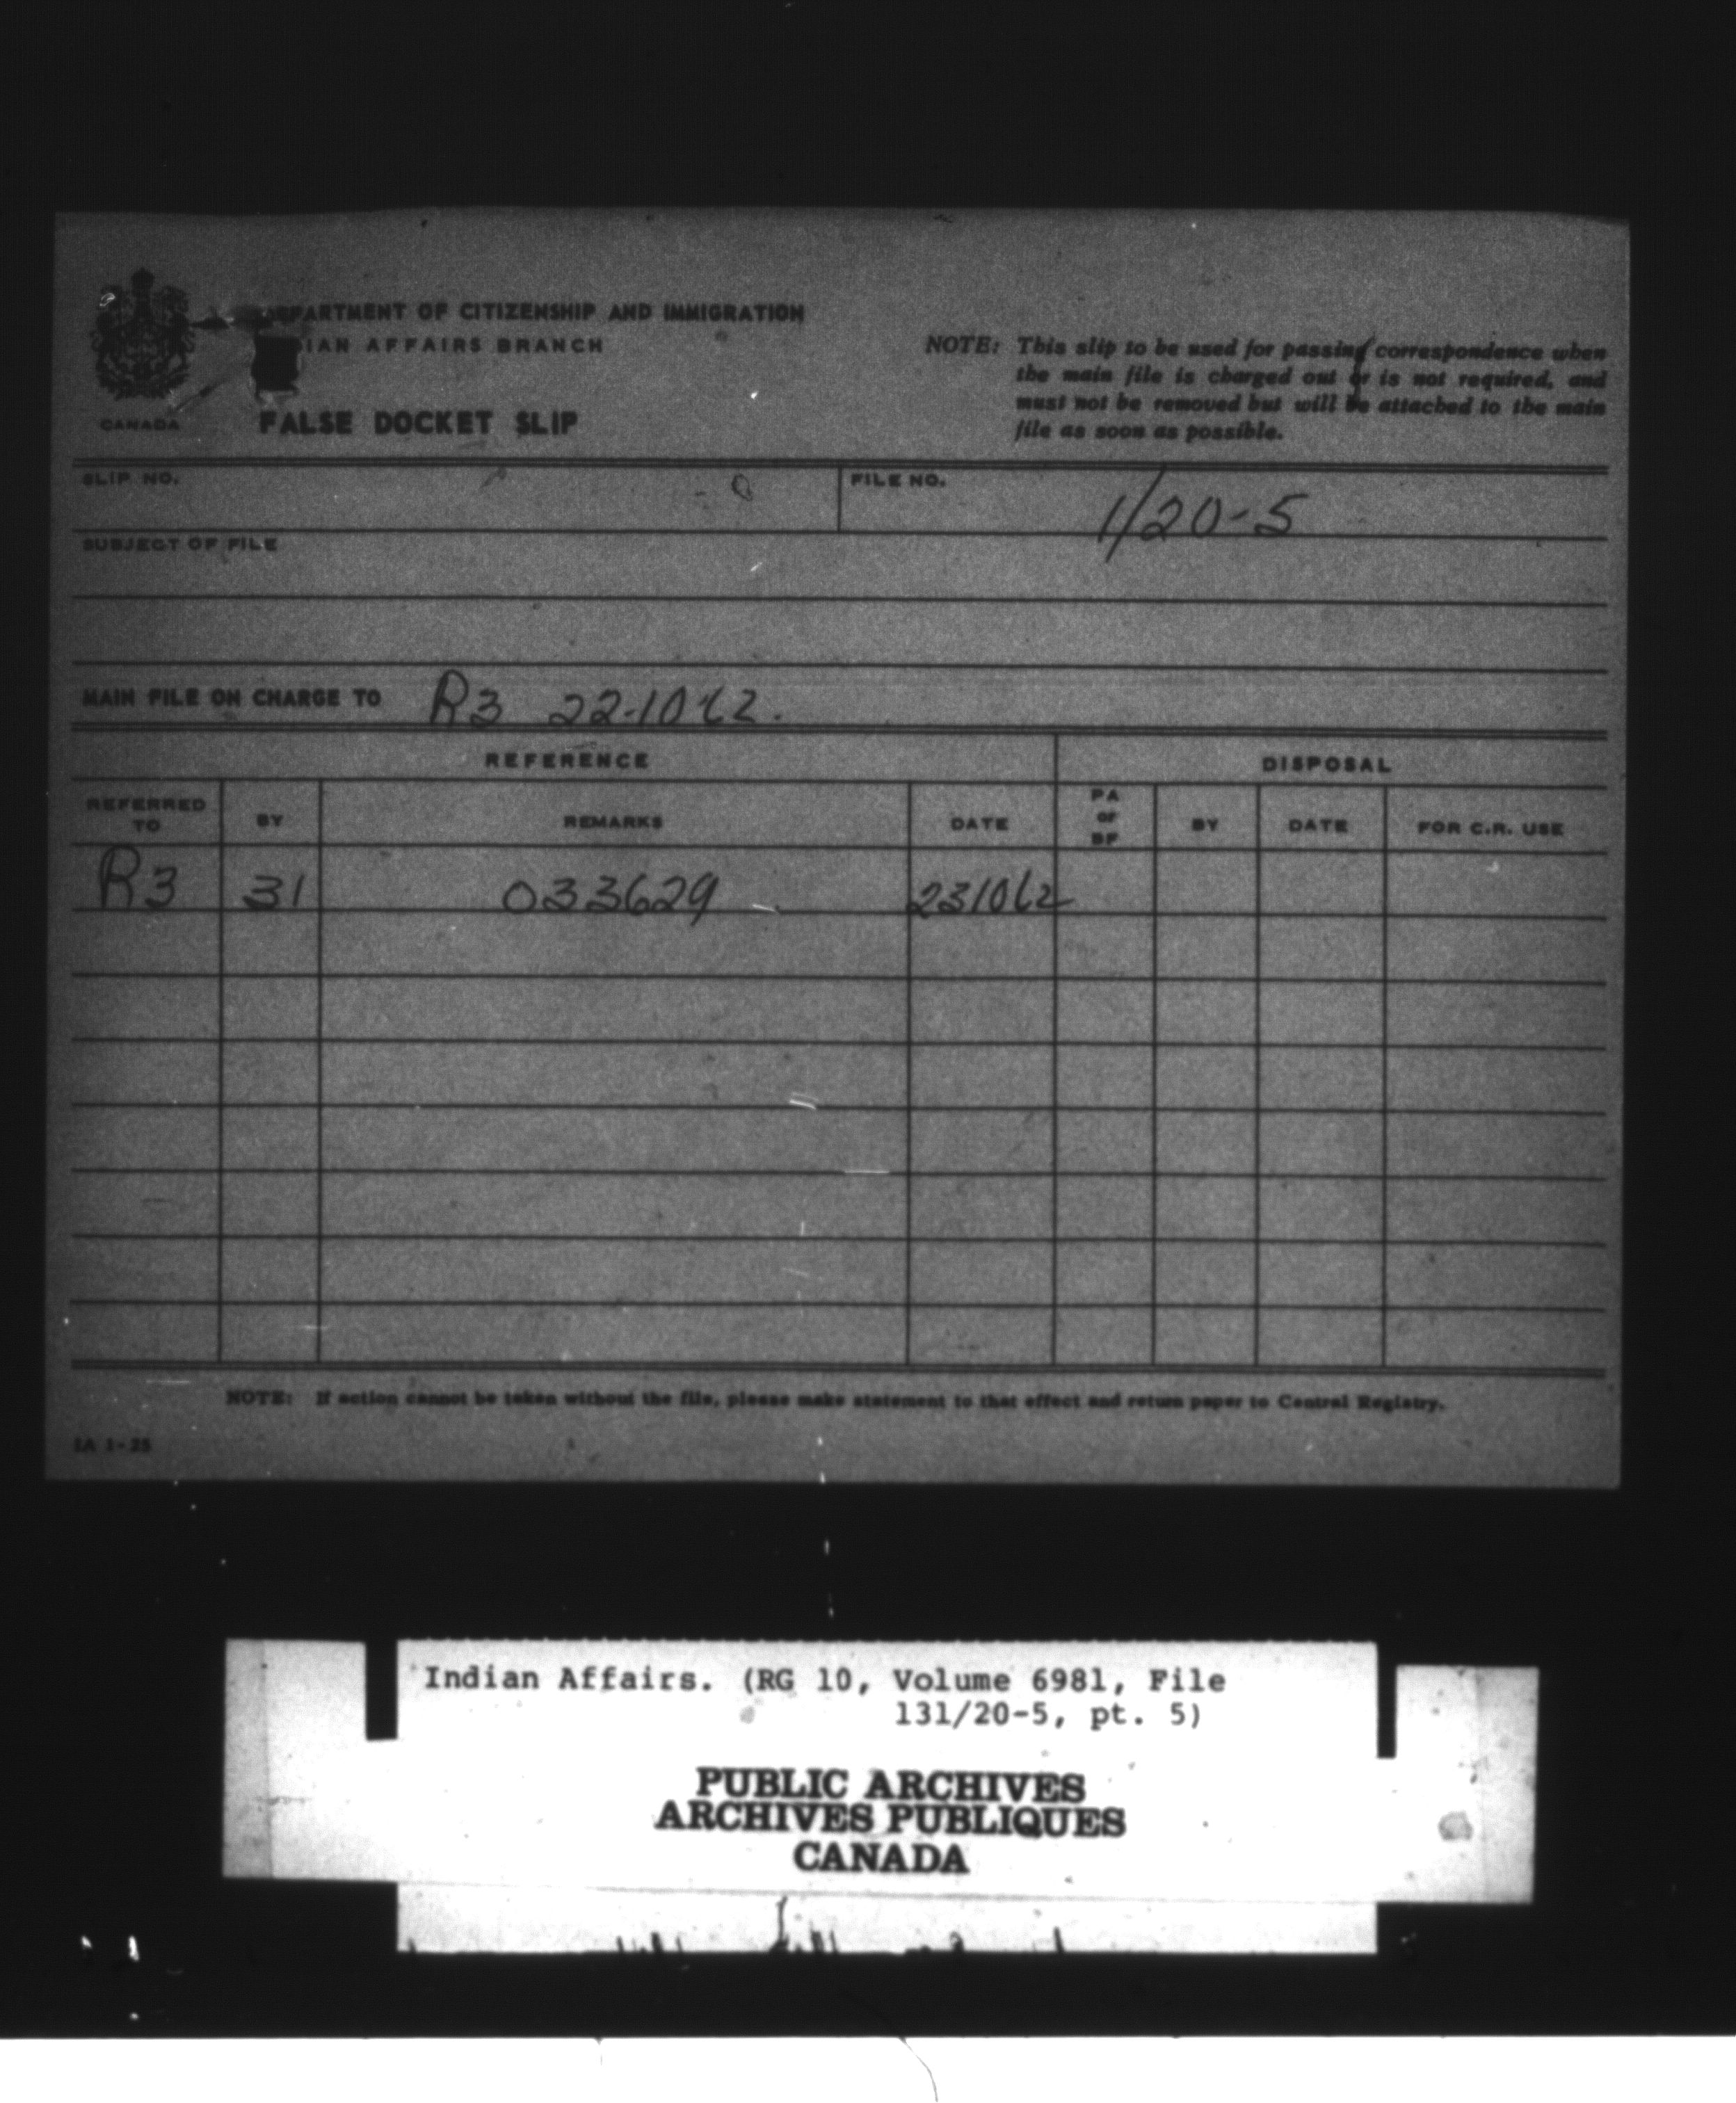 DEPARTMENT OF CITIZENSHIP AND IMMIGRATION
IAN AFFAIRS BRANCH
CANADA
FALSE DOCKET SLIP
NOTE: This slip to be used for passing correspondence when
the main file is charged out or is not required, and
must not be removed but will be attached to the main
file as soon as possible.
SLIP NO.
FILE NO. 1/20-5
SUBJECT OF FILE
MAIN FILE ON CHARGE TO R3 22-10 62.
REFERENCE DISPOSAL
REFERRED TO BY REMARKS DATE PA or BF BY DATE FOR C.R. USE
R3 31 033629 231062
NOTE: If action cannot be taken without the file, please make statement to that effect and return paper to Central Registry.
IA 1-25
Indian Affairs. (RG 10, Volume 6981, File
131/20-5, pt. 5)
PUBLIC ARCHIVES
ARCHIVES PUBLIQUES
CANADA